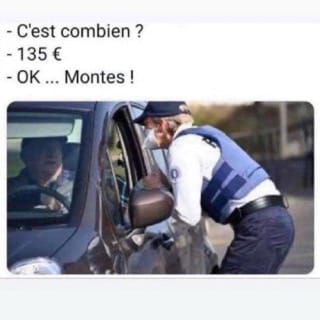 - C'est combien ?
- 135 €
- OK ... Montes !